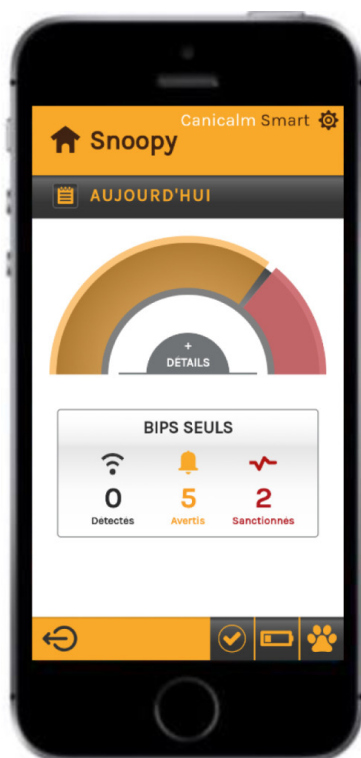 Canicalm Smart
Snoopy
AUJOURD'HUI
+
DÉTAILS
BIPS SEULS
0 5 2
Détectés Avertis Sanctionnés